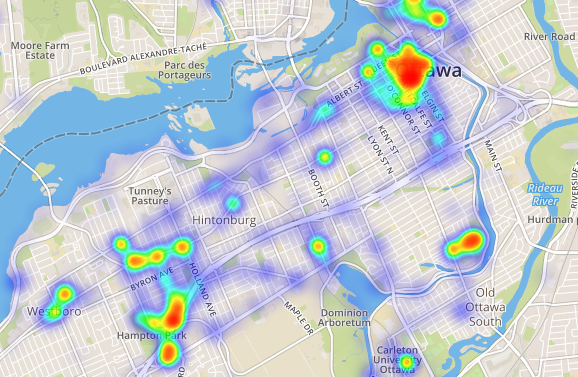 Moore Farm
Estate
BOULEVARD ALEXANDRE-TACHÉ
Parc des
Portageurs
River Road
awa
ALBERT ST
O'CONNOR ST
ELGIN ST
KENT ST
LYON ST N
MAIN ST
BOOTH ST
Tunney's
Pasture
Hintonburg
Rideau
River
Hurdman
RIVERSIDE
BYRON AVE
HOLLAND AVE
Westboro
Hampton Park
MAPLE DR
Dominion
Arboretum
Old
Ottawa
South
Carleton
University
Ottawa
RD